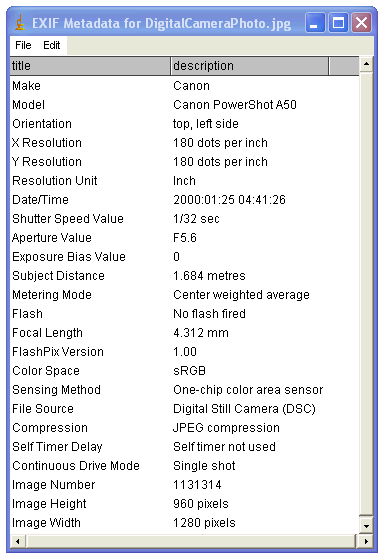 EXIF Metadata for DigitalCameraPhoto.jpg
File Edit
title description
Make Canon
Model Canon PowerShot A50
Orientation top, left side
X Resolution 180 dots per inch
Y Resolution 180 dots per inch
Resolution Unit Inch
Date/Time 2000:01:25 04:41:26
Shutter Speed Value 1/32 sec
Aperture Value F5.6
Exposure Bias Value 0
Subject Distance 1.684 metres
Metering Mode Center weighted average
Flash No flash fired
Focal Length 4.312 mm
FlashPix Version 1.00
Color Space sRGB
Sensing Method One-chip color area sensor
File Source Digital Still Camera (DSC)
Compression JPEG compression
Self Timer Delay Self timer not used
Continuous Drive Mode Single shot
Image Number 1131314
Image Height 960 pixels
Image Width 1280 pixels